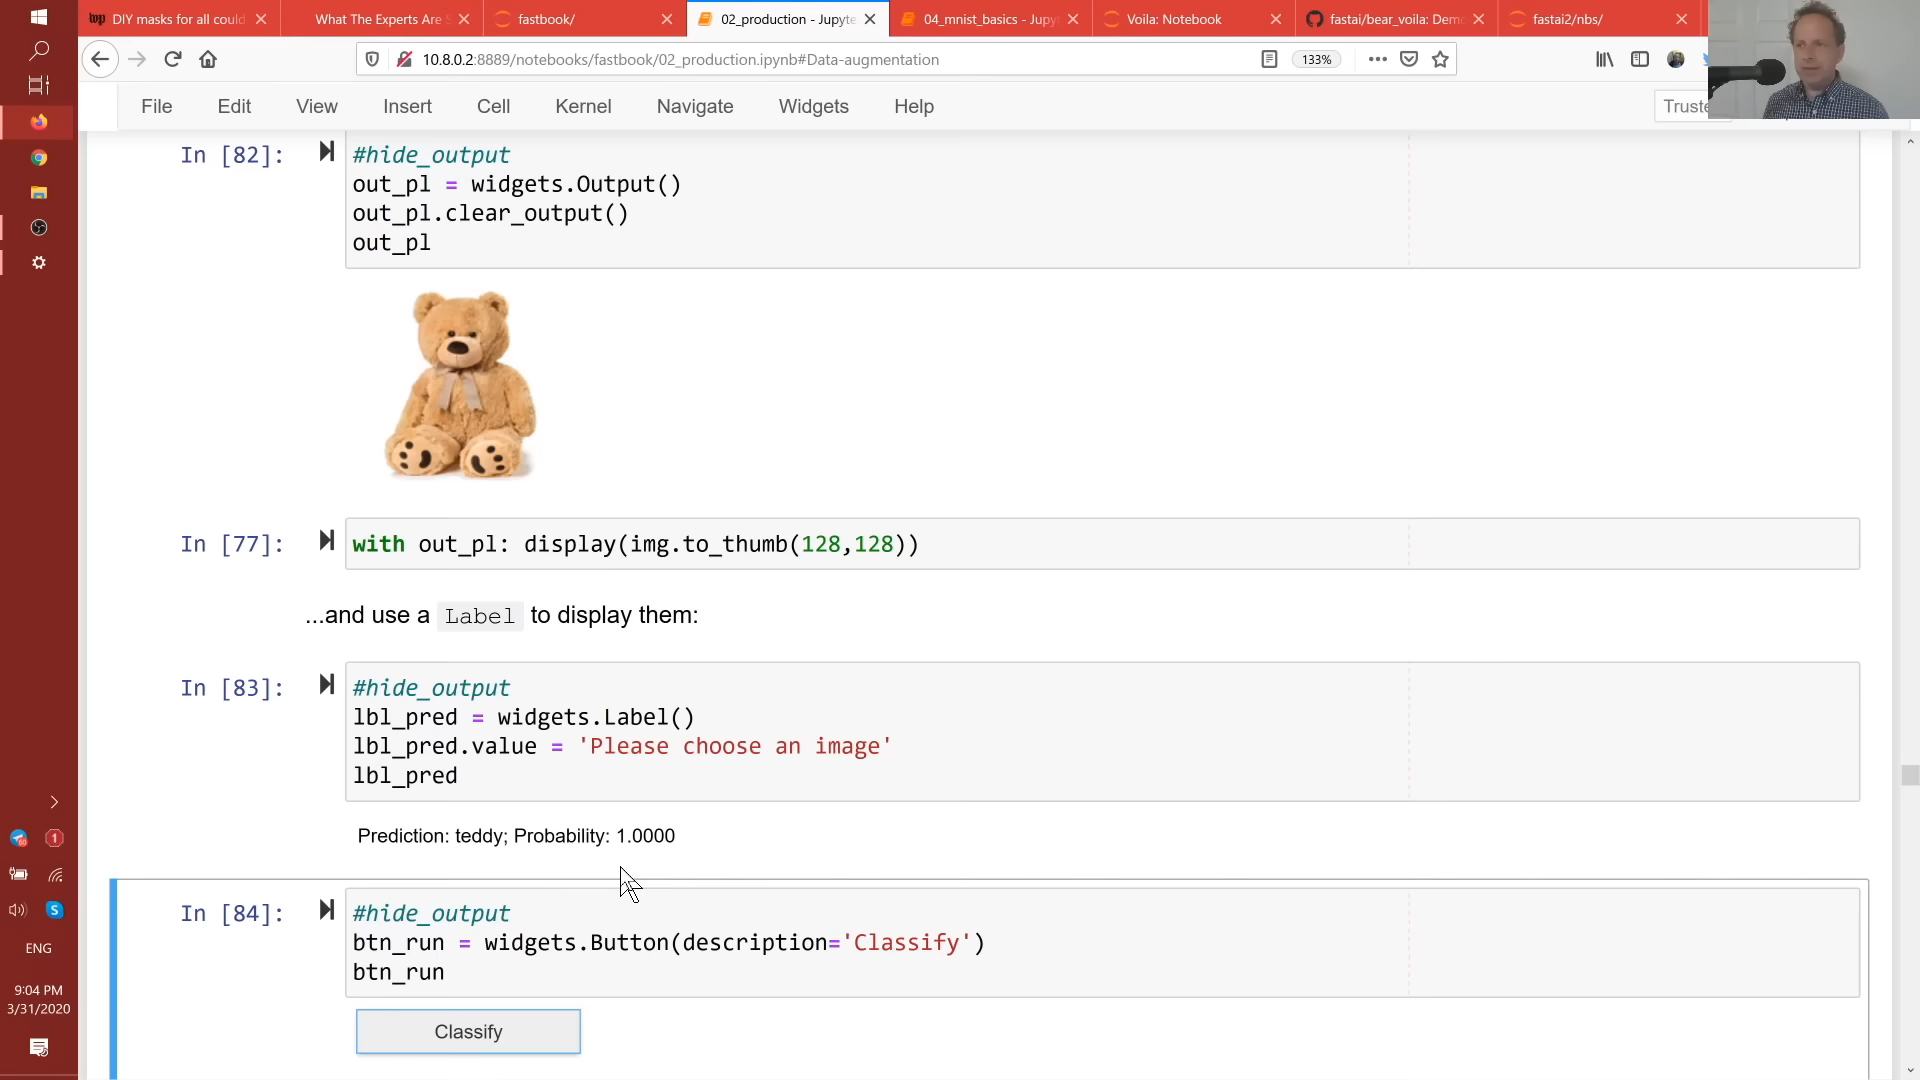 DIY masks for all could
What The Experts Are S
fastbook/
02_production - Jupyte
04_mnist_basics - Jupyt
Voila: Notebook
fastai/bear_voila: Demo
fastai2/nbs/
10.8.0.2:8889/notebooks/fastbook/02_production.ipynb#Data-augmentation
133%
File Edit View Insert Cell Kernel Navigate Widgets Help
Truste
In [82]:
#hide_output
out_pl = widgets.Output()
out_pl.clear_output()
out_pl
In [77]:
with out_pl: display(img.to_thumb(128,128))
...and use a Label to display them:
In [83]:
#hide_output
lbl_pred = widgets.Label()
lbl_pred.value = 'Please choose an image'
lbl_pred
Prediction: teddy; Probability: 1.0000
In [84]:
#hide_output
btn_run = widgets.Button(description='Classify')
btn_run
Classify
1
S
ENG
9:04 PM
3/31/2020